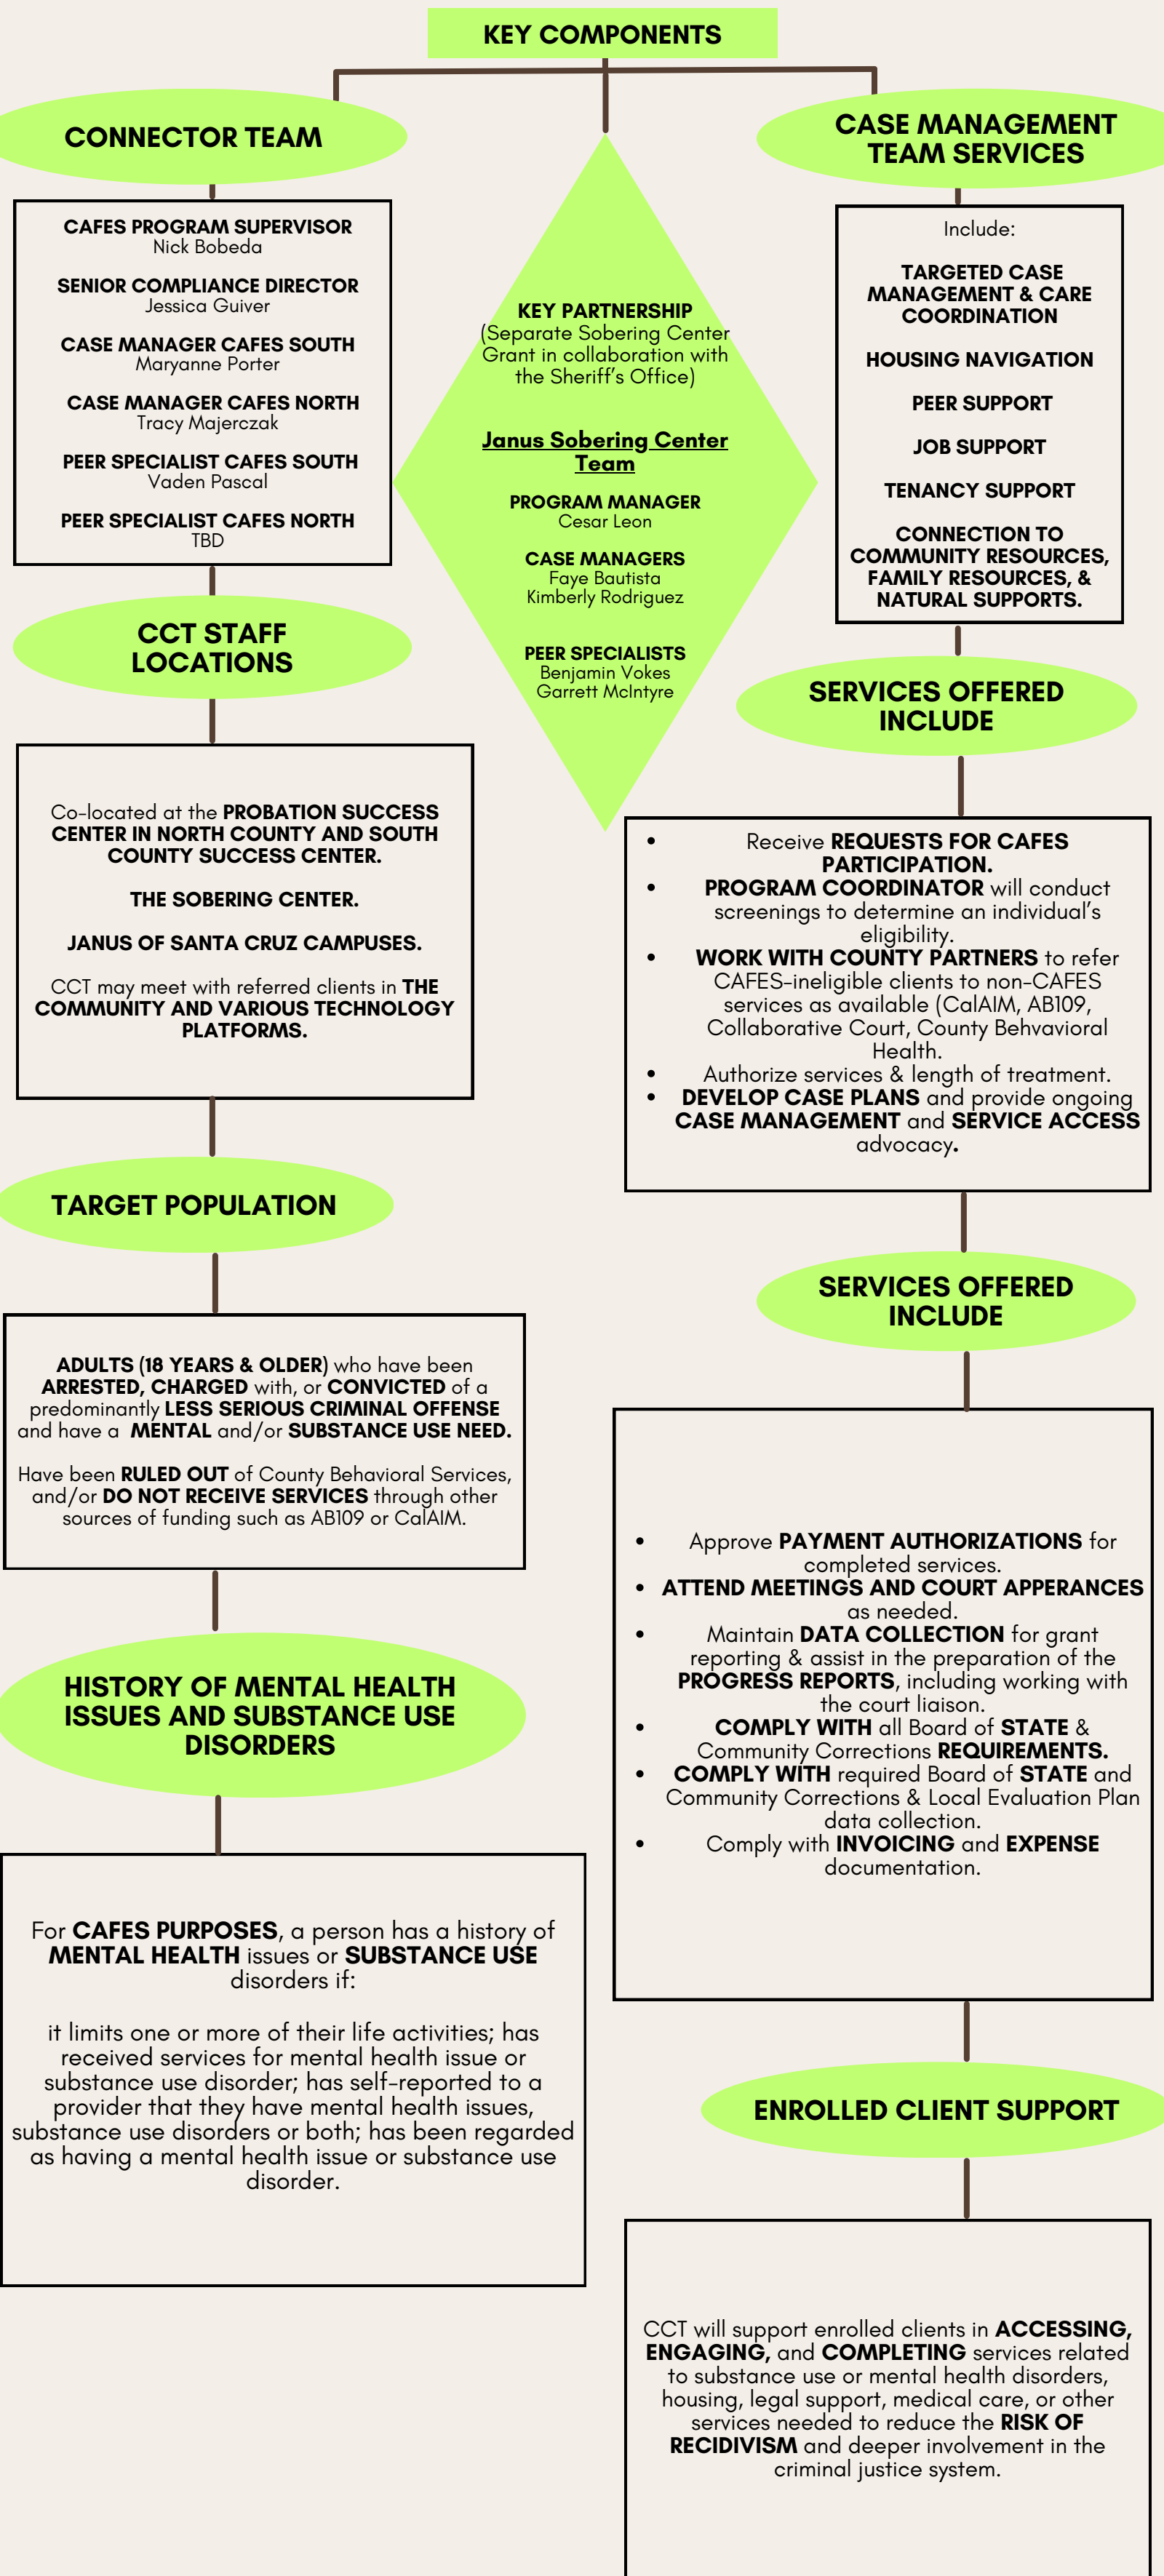 KEY COMPONENTS
CONNECTOR TEAM
CAFES PROGRAM SUPERVISOR
Nick Bobeda
SENIOR COMPLIANCE DIRECTOR
Jessica Guiver
CASE MANAGER CAFES SOUTH
Maryanne Porter
CASE MANAGER CAFES NORTH
Tracy Majerczak
PEER SPECIALIST CAFES SOUTH
Vaden Pascal
PEER SPECIALIST CAFES NORTH
TBD
CCT STAFF
LOCATIONS
Co-located at the PROBATION SUCCESS
CENTER IN NORTH COUNTY AND SOUTH
COUNTY SUCCESS CENTER.
THE SOBERING CENTER.
JANUS OF SANTA CRUZ CAMPUSES.
CCT may meet with referred clients in THE
COMMUNITY AND VARIOUS TECHNOLOGY
PLATFORMS.
TARGET POPULATION
ADULTS (18 YEARS & OLDER) who have been
ARRESTED, CHARGED with, or CONVICTED of a
predominantly LESS SERIOUS CRIMINAL OFFENSE
and have a MENTAL and/or SUBSTANCE USE NEED.
Have been RULED OUT of County Behavioral Services,
and/or DO NOT RECEIVE SERVICES through other
sources of funding such as AB109 or CalAIM.
HISTORY OF MENTAL HEALTH
ISSUES AND SUBSTANCE USE
DISORDERS
For CAFES PURPOSES, a person has a history of
MENTAL HEALTH issues or SUBSTANCE USE
disorders if:
it limits one or more of their life activities; has
received services for mental health issue or
substance use disorder; has self-reported to a
provider that they have mental health issues,
substance use disorders or both; has been regarded
as having a mental health issue or substance use
disorder.
KEY PARTNERSHIP
(Separate Sobering Center
Grant in collaboration with
the Sheriff's Office)
Janus Sobering Center
Team
PROGRAM MANAGER
Cesar Leon
CASE MANAGERS
Faye Bautista
Kimberly Rodriguez
PEER SPECIALISTS
Benjamin Vokes
Garrett McIntyre
CASE MANAGEMENT
TEAM SERVICES
Include:
TARGETED CASE
MANAGEMENT & CARE
COORDINATION
HOUSING NAVIGATION
PEER SUPPORT
JOB SUPPORT
TENANCY SUPPORT
CONNECTION TO
COMMUNITY RESOURCES,
FAMILY RESOURCES, &
NATURAL SUPPORTS.
SERVICES OFFERED
INCLUDE
• Receive REQUESTS FOR CAFES
PARTICIPATION.
• PROGRAM COORDINATOR will conduct
screenings to determine an individual's
eligibility.
• WORK WITH COUNTY PARTNERS to refer
CAFES-ineligible clients to non-CAFES
services as available (CalAIM, AB109,
Collaborative Court, County Behvavioral
Health.
• Authorize services & length of treatment.
• DEVELOP CASE PLANS and provide ongoing
CASE MANAGEMENT and SERVICE ACCESS
advocacy.
SERVICES OFFERED
INCLUDE
• Approve PAYMENT AUTHORIZATIONS for
completed services.
• ATTEND MEETINGS AND COURT APPERANCES
as needed.
• Maintain DATA COLLECTION for grant
reporting & assist in the preparation of the
PROGRESS REPORTS, including working with
the court liaison.
• COMPLY WITH all Board of STATE &
Community Corrections REQUIREMENTS.
• COMPLY WITH required Board of STATE and
Community Corrections & Local Evaluation Plan
data collection.
• Comply with INVOICING and EXPENSE
documentation.
ENROLLED CLIENT SUPPORT
CCT will support enrolled clients in ACCESSING,
ENGAGING, and COMPLETING services related
to substance use or mental health disorders,
housing, legal support, medical care, or other
services needed to reduce the RISK OF
RECIDIVISM and deeper involvement in the
criminal justice system.